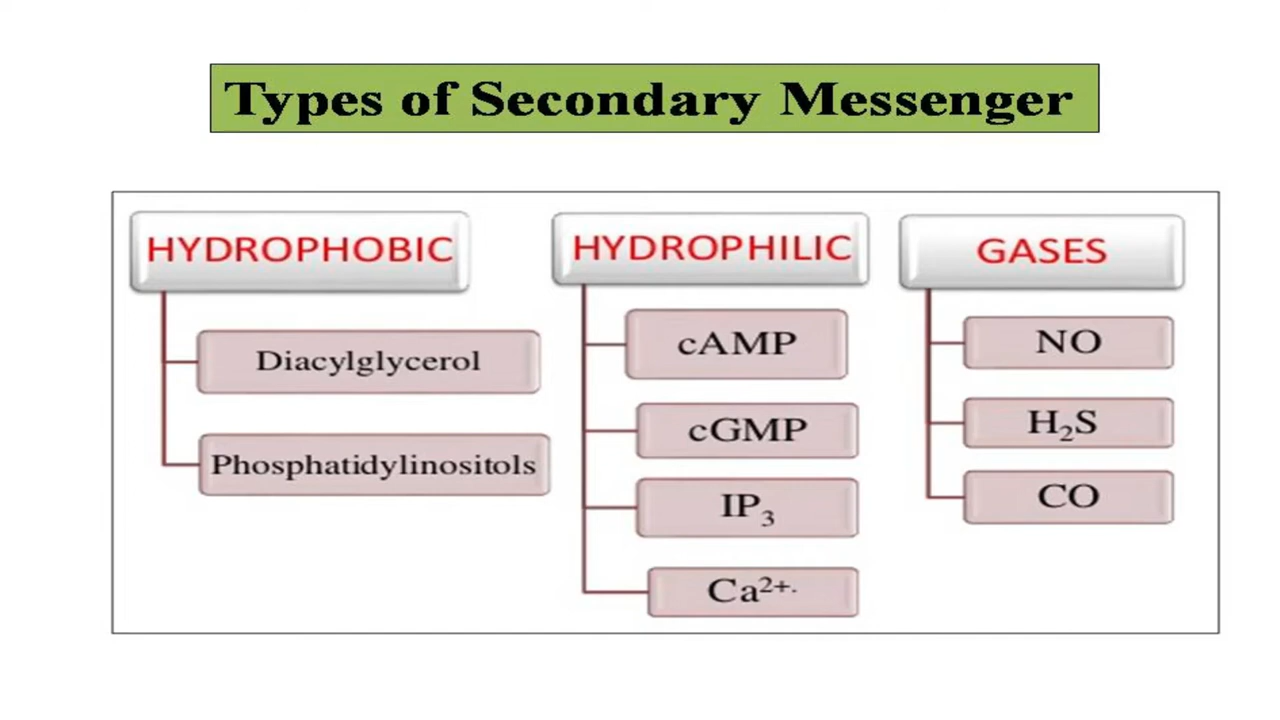 Types of Secondary Messenger
HYDROPHOBIC
Diacylglycerol
Phosphatidylinositols
HYDROPHILIC
cAMP
cGMP
IP₃
Ca²⁺·
GASES
NO
H₂S
CO